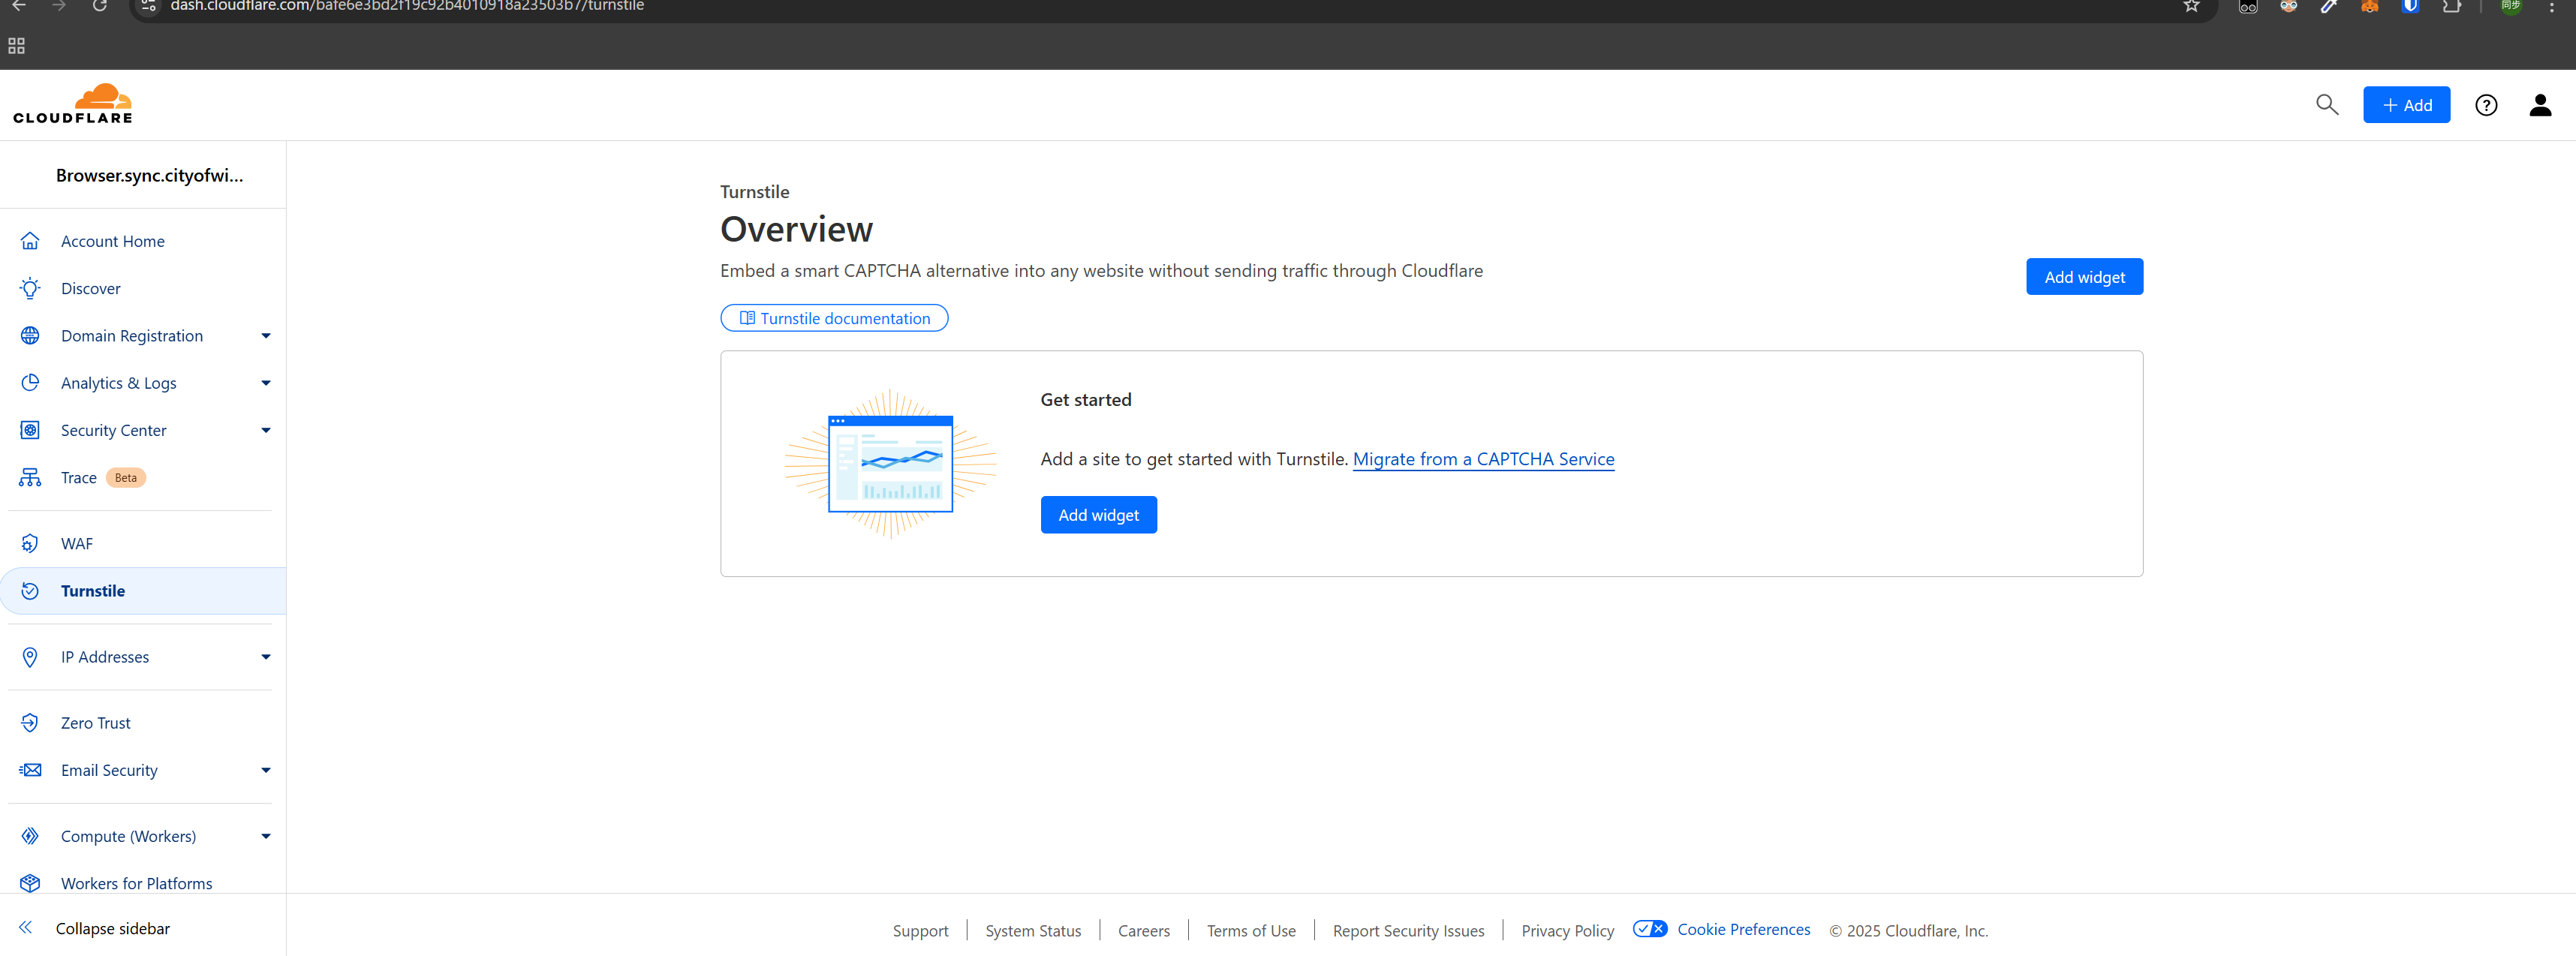 dash.cloudflare.com/bafe6e3bd2f19c92b4010918a23503b7/turnstile
同步
CLOUDFLARE
Add
Browser.sync.cityofwi...
Account Home
Discover
Domain Registration
Analytics & Logs
Security Center
Trace Beta
WAF
Turnstile
IP Addresses
Zero Trust
Email Security
Compute (Workers)
Workers for Platforms
Collapse sidebar
Turnstile
Overview
Embed a smart CAPTCHA alternative into any website without sending traffic through Cloudflare
Add widget
Turnstile documentation
Get started
Add a site to get started with Turnstile. Migrate from a CAPTCHA Service
Add widget
Support
System Status
Careers
Terms of Use
Report Security Issues
Privacy Policy
Cookie Preferences
© 2025 Cloudflare, Inc.